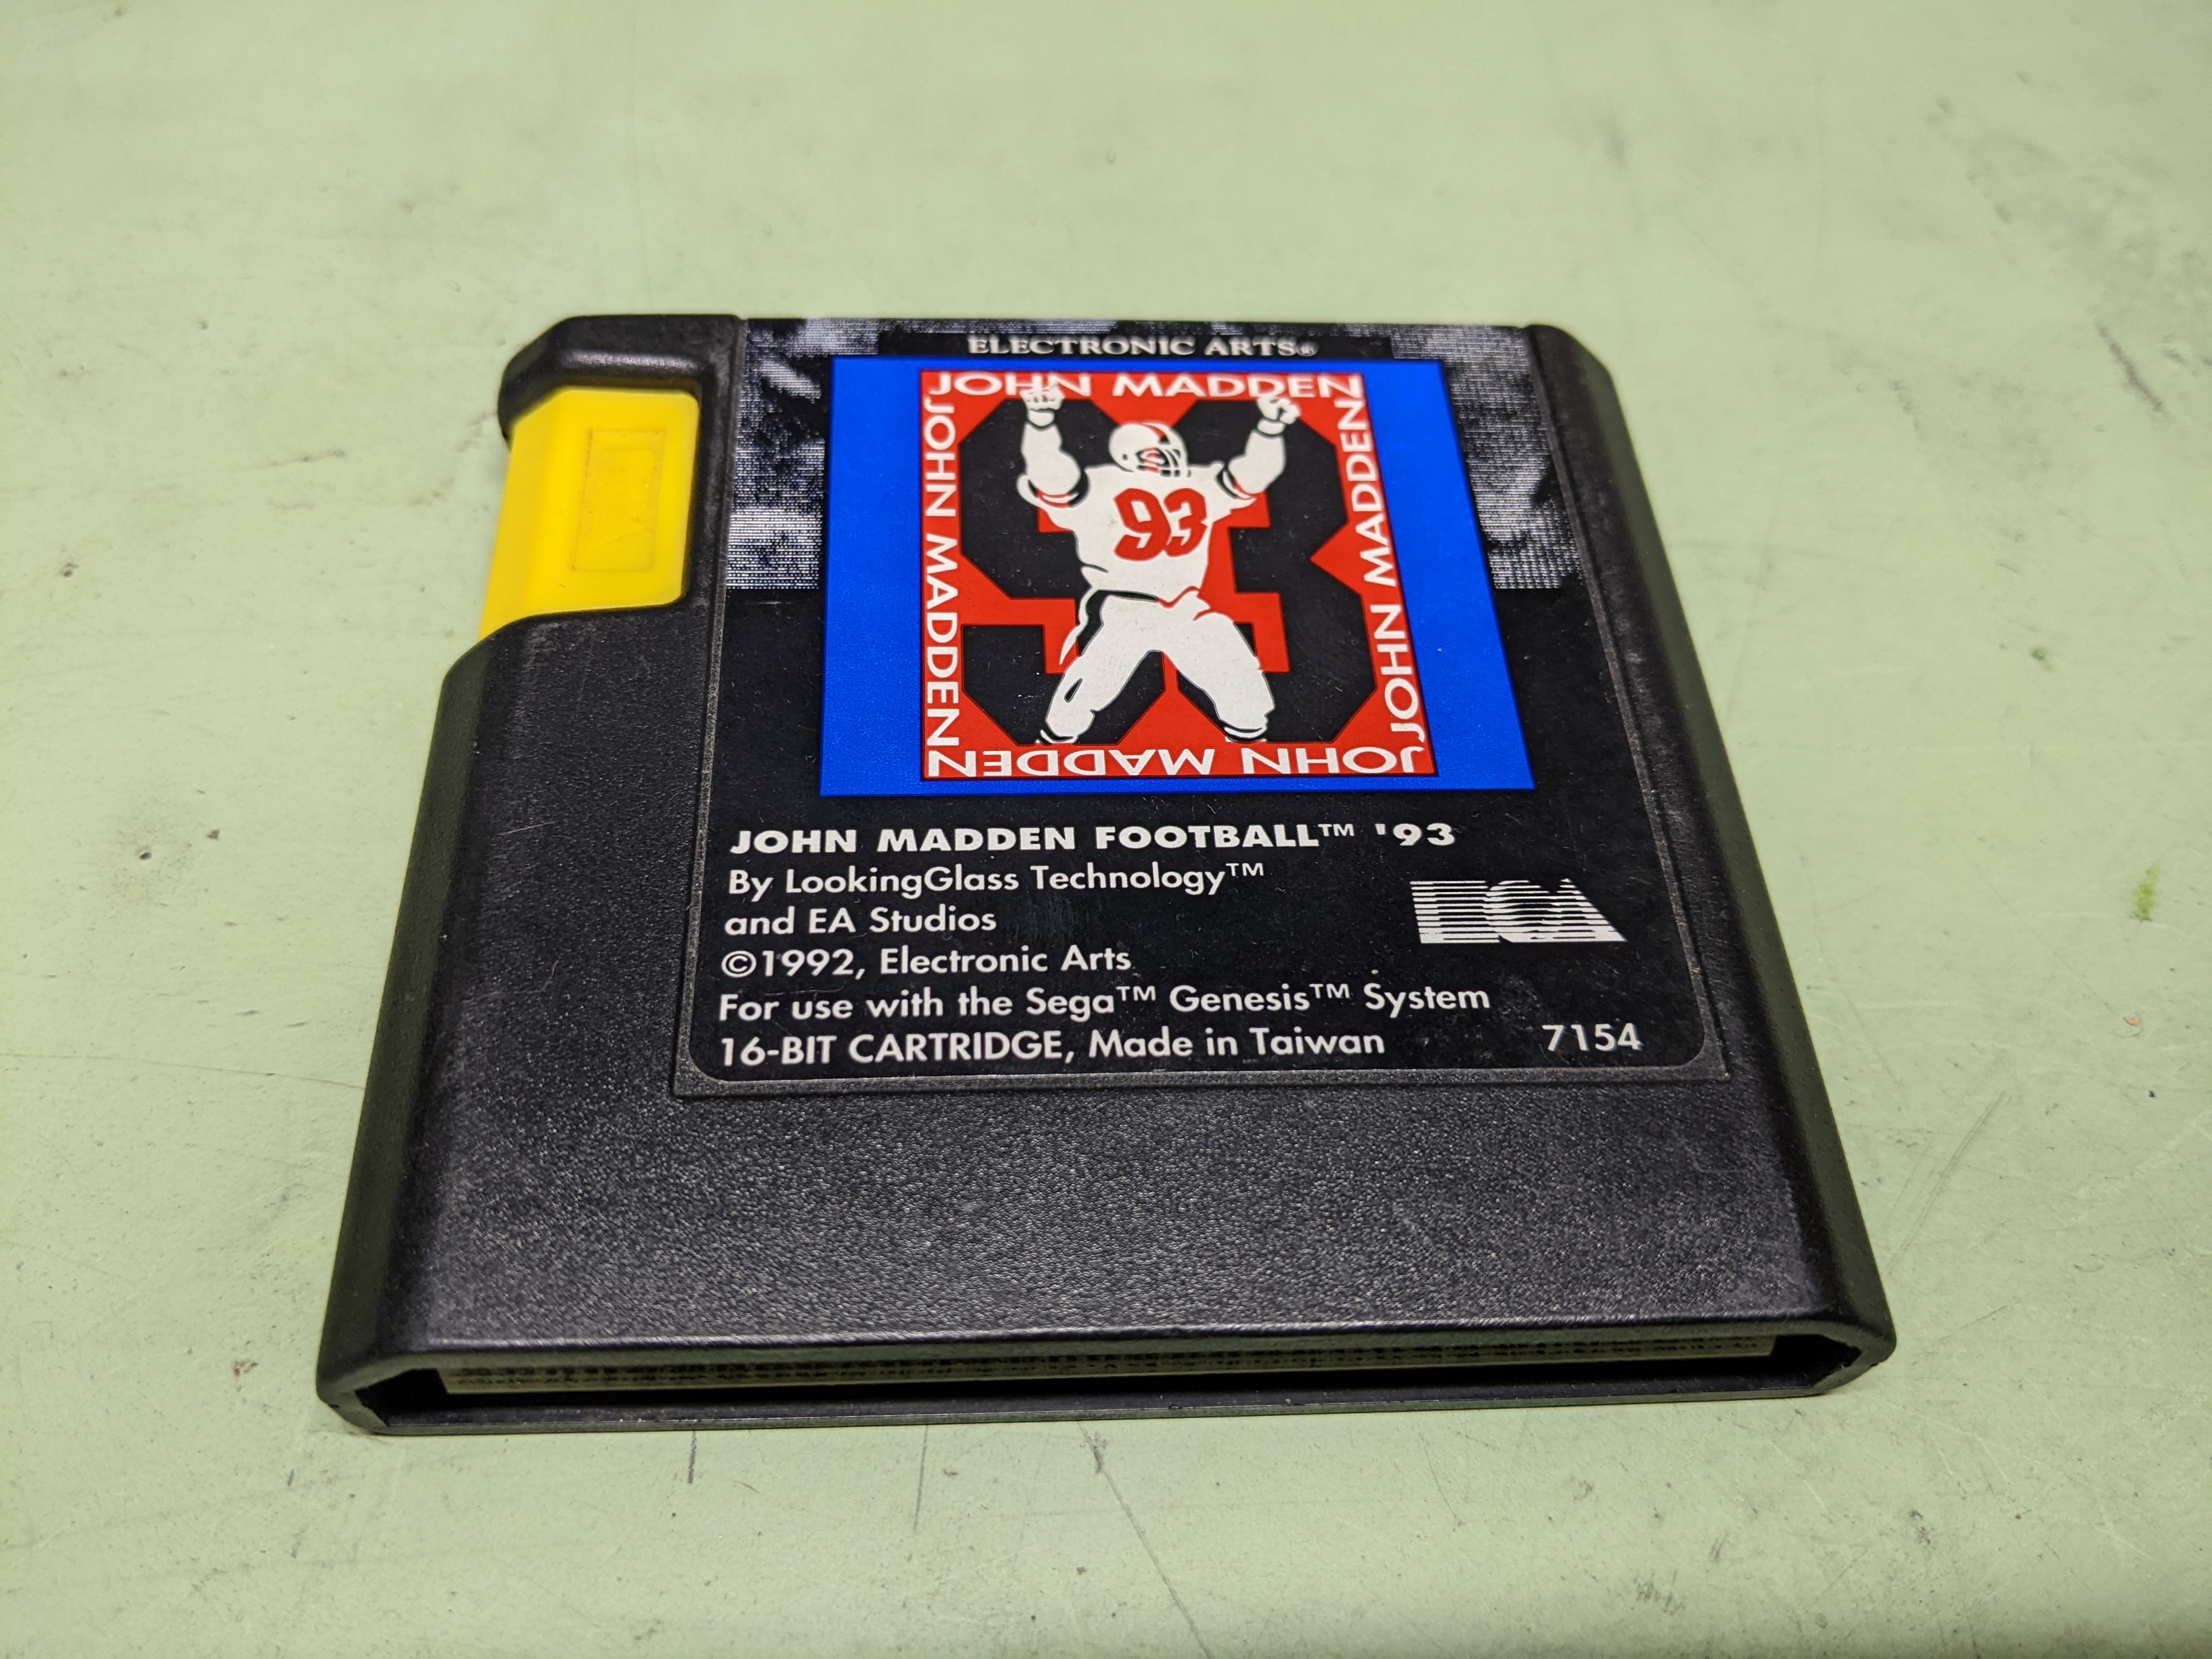 ELECTRONIC ARTS®
JOHN MADDEN
JOHN MADDEN
JOHN MADDEN
JOHN MADDEN
93
93
JOHN MADDEN FOOTBALL™ '93
By LookingGlass Technology™
and EA Studios
©1992, Electronic Arts
EA
For use with the Sega™ Genesis™ System
16-BIT CARTRIDGE, Made in Taiwan
7154